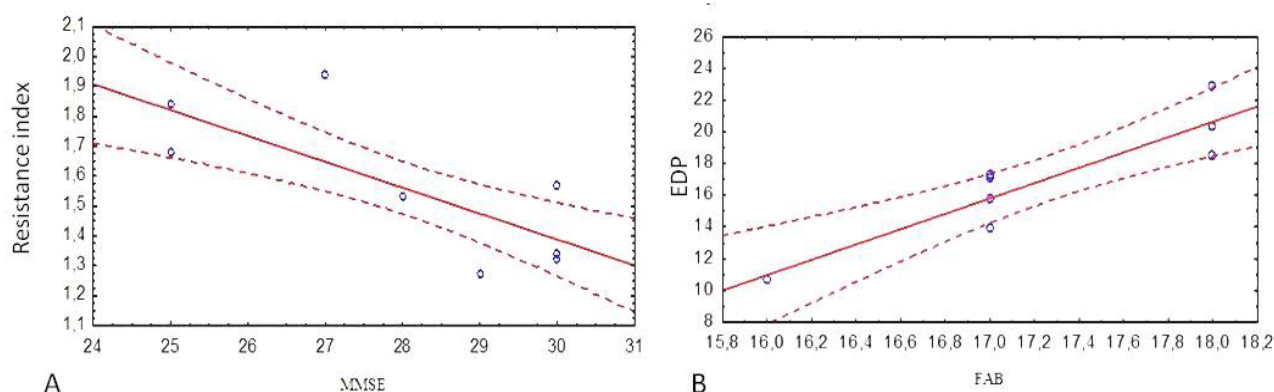 2,1
2,0
1,9
1,8
1,7
1,6
1,5
1,4
1,3
1,2
1,1
Resistance index
24 25 26 27 28 29 30 31
MMSE
A
26
24
22
20
18
16
14
12
10
8
EDP
15,8 16,0 16,2 16,4 16,6 16,8 17,0 17,2 17,4 17,6 17,8 18,0 18,2
FAB
B